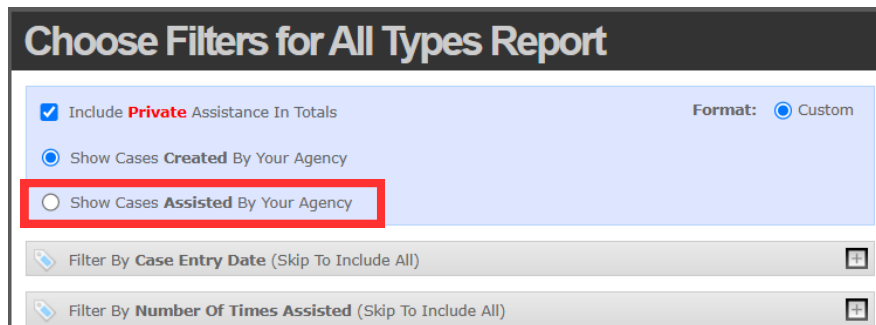 Choose Filters for All Types Report
Include Private Assistance In Totals Format: Custom
Show Cases Created By Your Agency
Show Cases Assisted By Your Agency
Filter By Case Entry Date (Skip To Include All)
Filter By Number Of Times Assisted (Skip To Include All)